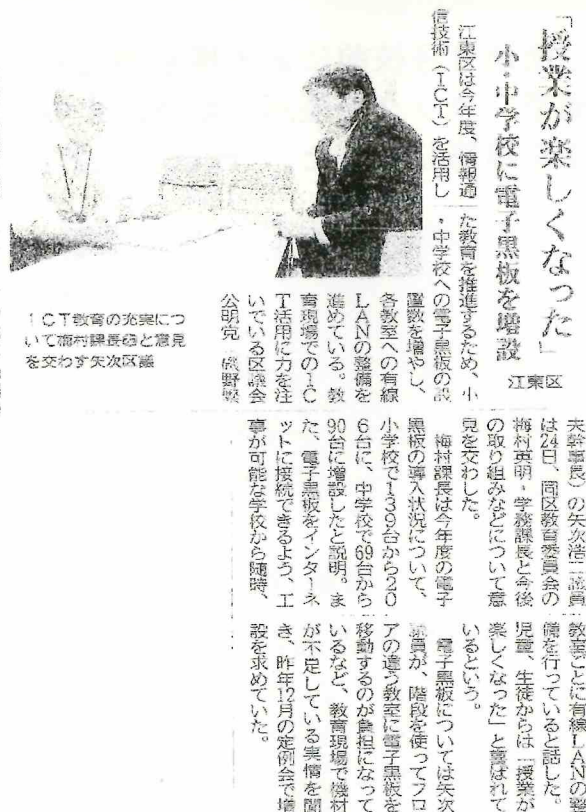 「授業が楽しくなった」
小・中学校に電子黒板を増設
江東区
江東区は今年度、情報通
信技術（ＩＣＴ）を活用し
た教育を推進するため、小
・中学校への電子黒板の設
置数を増やし、
各教室への有線
ＬＡＮの整備を
進めている。教
育現場でのＩＣ
Ｔ活用に力を注
いでいる区議会
公明党（磯野繁
夫幹事長）の矢次浩二議員
は24日、同区教育委員会の
梅村英明・学務課長と今後
の取り組みなどについて意
見を交わした。
梅村課長は今年度の電子
黒板の導入状況について、
小学校で１３９台から２０
６台に、中学校で69台から
90台に増設したと説明。ま
た、電子黒板をインターネ
ットに接続できるよう、工
事が可能な学校から随時、
教室ごとに有線ＬＡＮの整
備を行っていると話した。
児童、生徒からは「授業が
楽しくなった」と喜ばれて
いるという。
電子黒板については矢次
議員が、階段を使ってフロ
アの違う教室に電子黒板を
移動するのが負担になって
いるなど、教育現場で機材
が不足している実情を聞
き、昨年12月の定例会で増
設を求めていた。
ＩＣＴ教育の充実につ
いて梅村課長㊧と意見
を交わす矢次区議